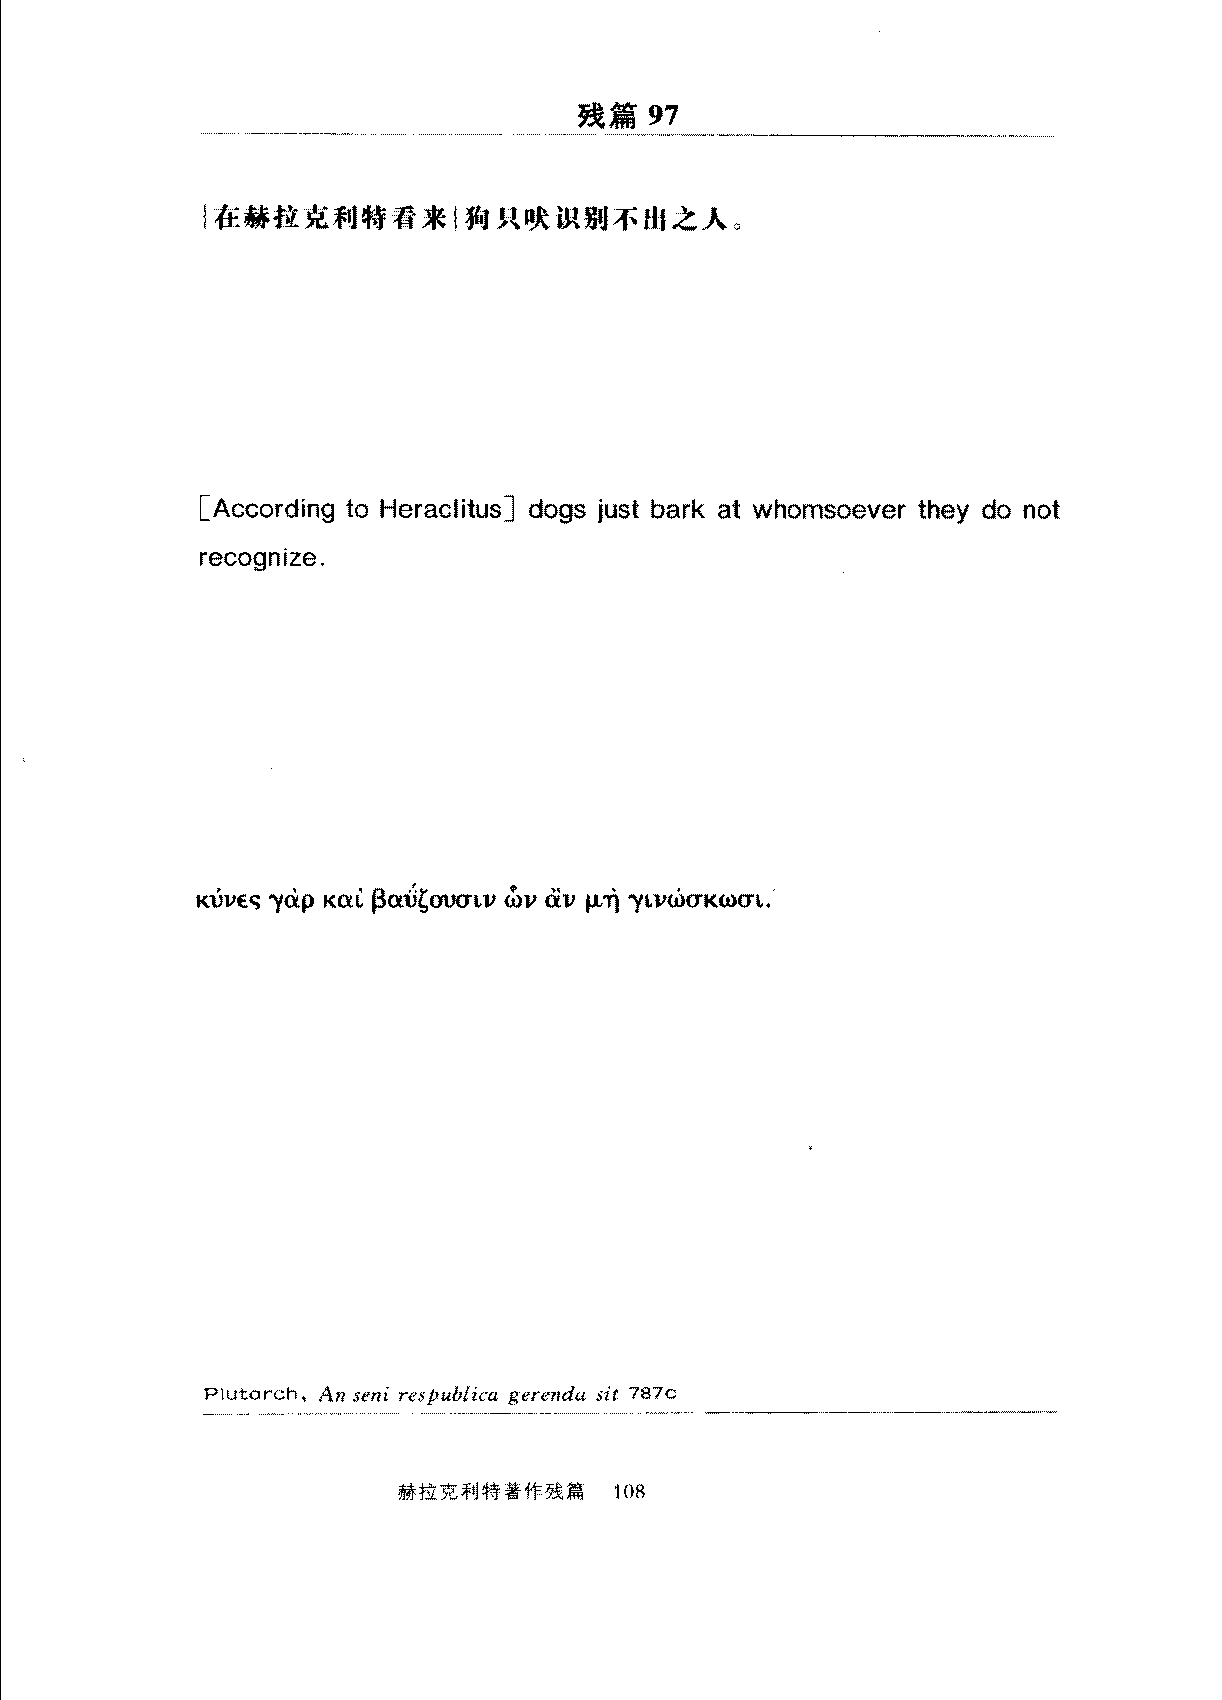 残篇 97
[在赫拉克利特看来]狗只吠识别不出之人。
[According to Heraclitus] dogs just bark at whomsoever they do not
recognize.
κύνες γὰρ καὶ βαΰζουσιν ὧν ἂν μὴ γινώσκωσι.
Plutarch, An seni respublica gerenda sit 787c
赫拉克利特著作残篇 108